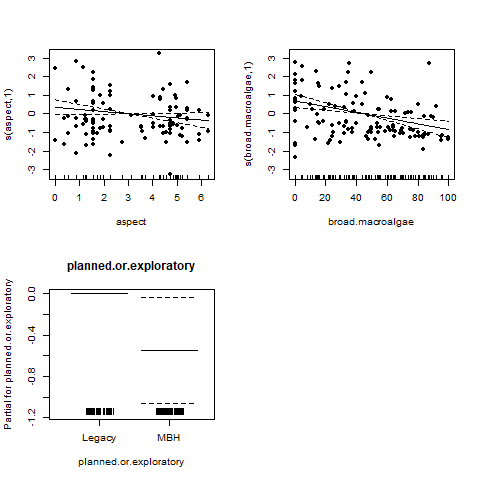 s(aspect,1)
3
2
1
0
-1
-2
-3
0 1 2 3 4 5 6
aspect
s(broad.macroalgae,1)
3
2
1
0
-1
-2
-3
0 20 40 60 80 100
broad.macroalgae
planned.or.exploratory
Partial for planned.or.exploratory
0.0
-0.4
-0.8
-1.2
Legacy MBH
planned.or.exploratory